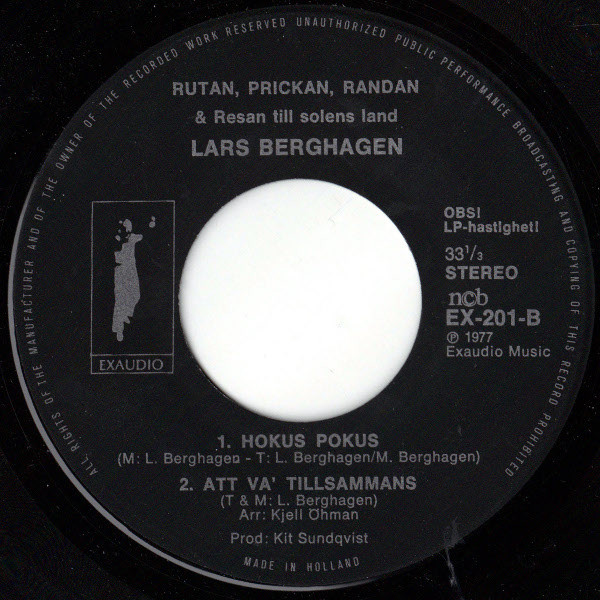 ALL RIGHTS OF THE MANUFACTURER AND OF THE OWNER OF THE RECORDED WORK RESERVED UNAUTHORIZED PUBLIC PERFORMANCE BROADCASTING AND COPYING OF THIS RECORD PROHIBITED
RUTAN, PRICKAN, RANDAN
& Resan till solens land
LARS BERGHAGEN
OBS!
LP-hastighet!
33 1/3
STEREO
ncb
EX-201-B
℗ 1977
Exaudio Music
EXAUDIO
1. HOKUS POKUS
(M: L. Berghagen - T: L. Berghagen/M. Berghagen)
2. ATT VA' TILLSAMMANS
(T & M: L. Berghagen)
Arr: Kjell Öhman
Prod: Kit Sundqvist
MADE IN HOLLAND